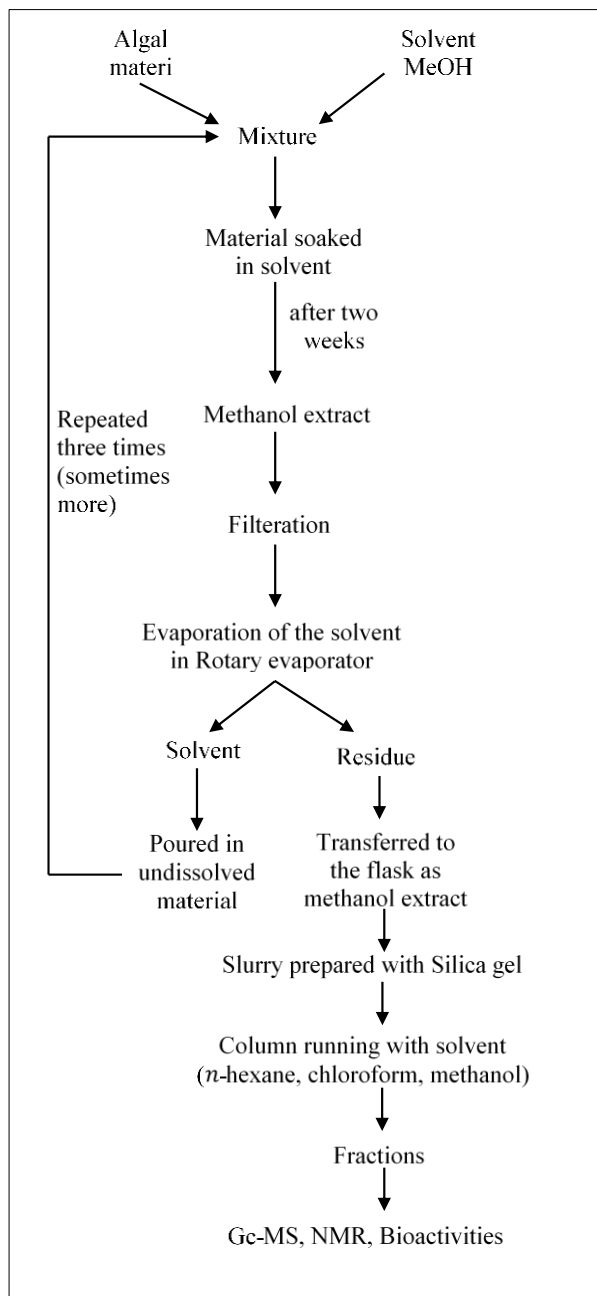 Algal
materi
Solvent
MeOH
Mixture
Material soaked
in solvent
after two
weeks
Methanol extract
Repeated
three times
(sometimes
more)
Filteration
Evaporation of the solvent
in Rotary evaporator
Solvent
Residue
Poured in
undissolved
material
Transferred to
the flask as
methanol extract
Slurry prepared with Silica gel
Column running with solvent
(n-hexane, chloroform, methanol)
Fractions
Gc-MS, NMR, Bioactivities